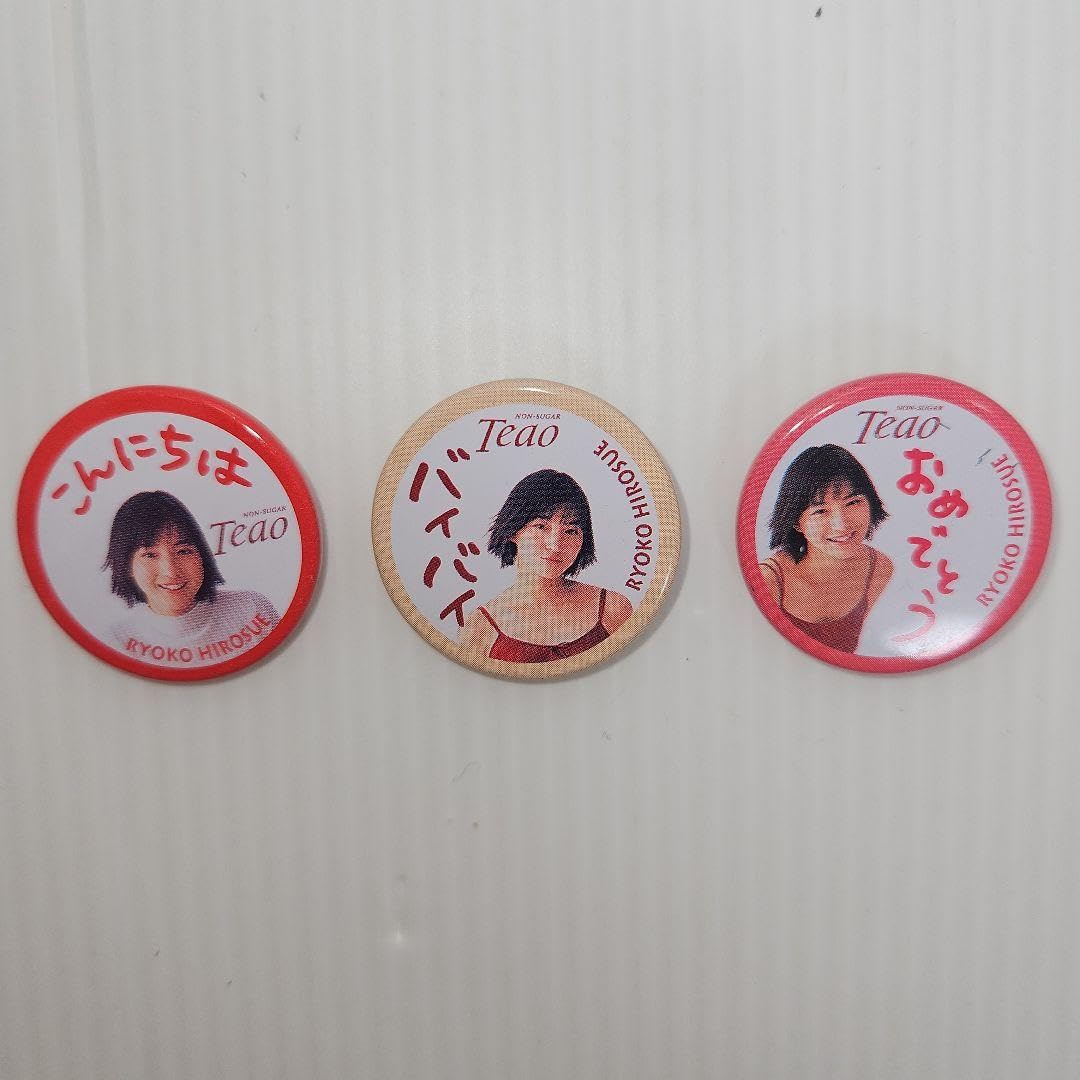 こんにちは
NON-SUGAR
Teao
RYOKO HIROSUE
NON-SUGAR
Teao
バイバイ
RYOKO HIROSUE
NON-SUGAR
Teao
おめでとう
RYOKO HIROSUE